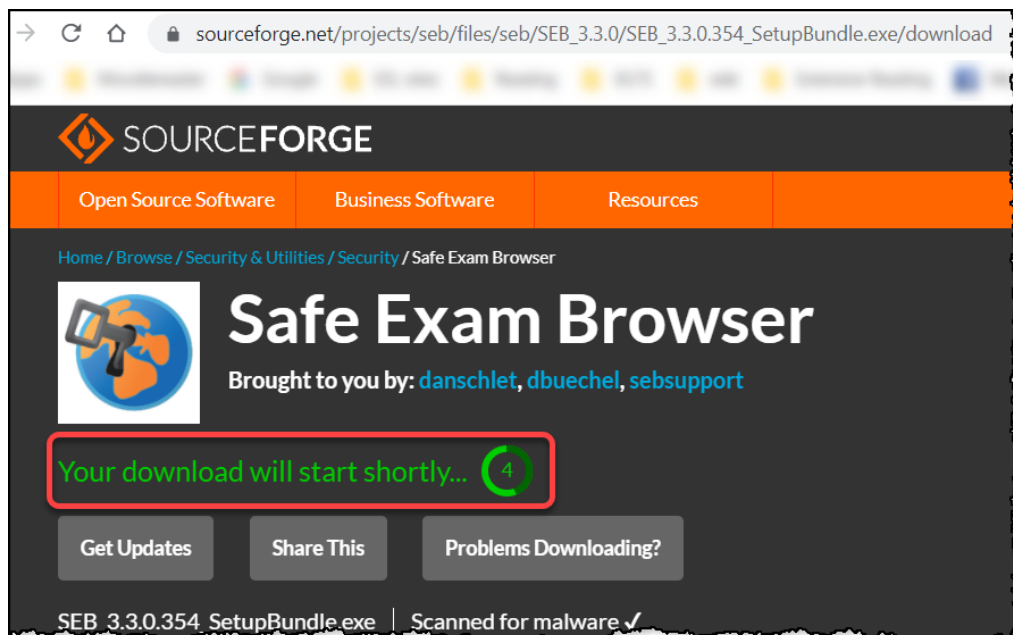 sourceforge.net/projects/seb/files/seb/SEB_3.3.0/SEB_3.3.0.354_SetupBundle.exe/download
SOURCEFORGE
Open Source Software Business Software Resources
Home / Browse / Security & Utilities / Security / Safe Exam Browser
Safe Exam Browser
Brought to you by: danschlet, dbuechel, sebsupport
Your download will start shortly... 4
Get Updates Share This Problems Downloading?
SEB_3.3.0.354_SetupBundle.exe | Scanned for malware ✓